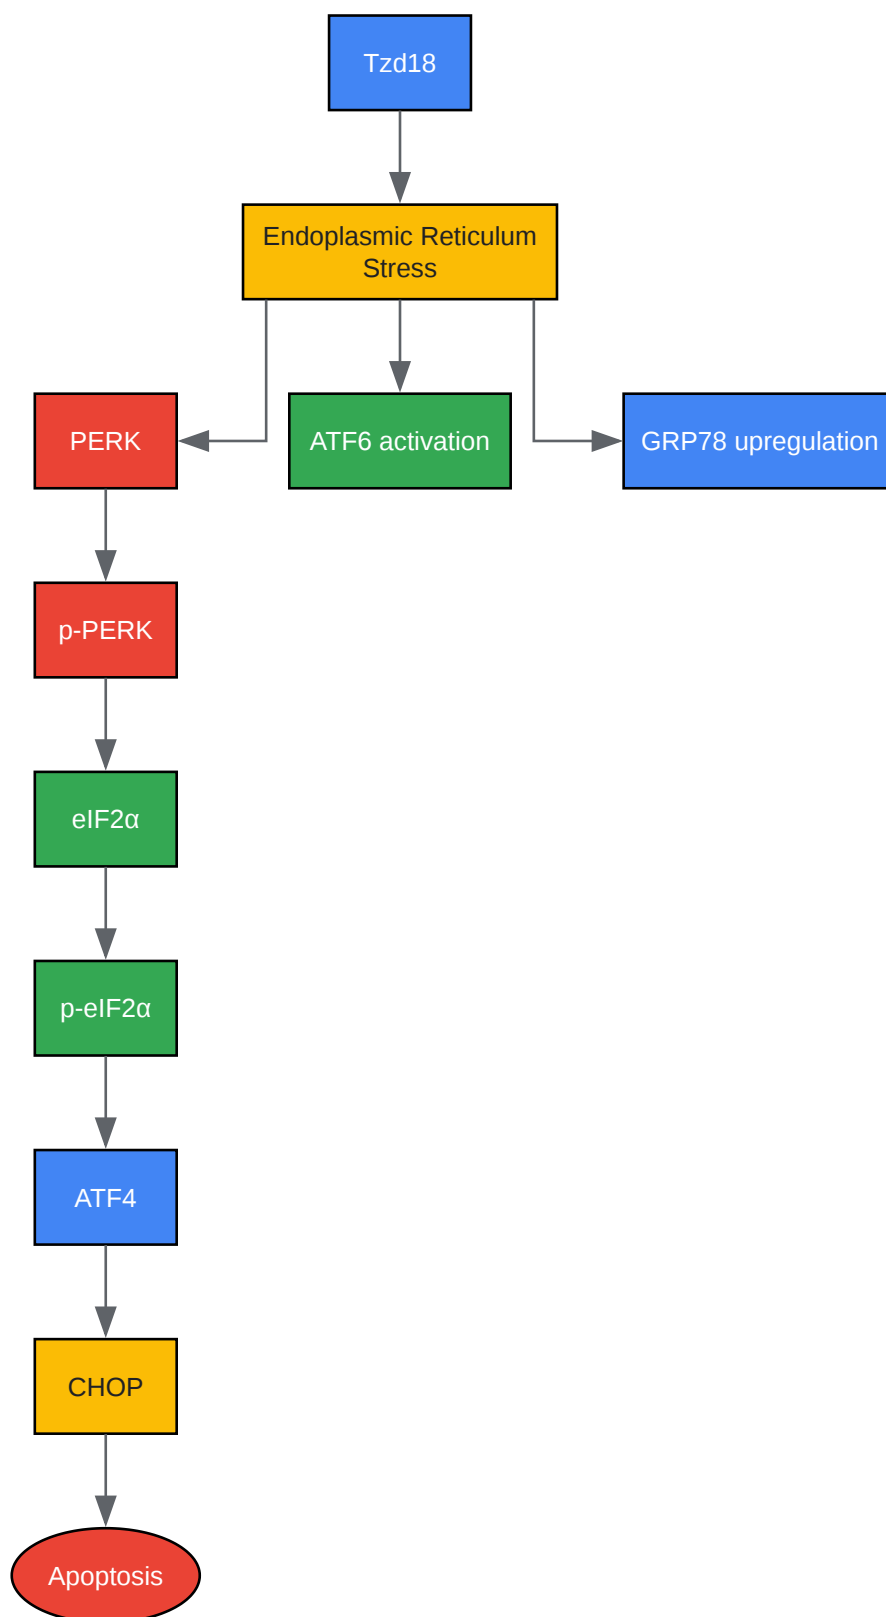 Tzd18
Endoplasmic Reticulum
Stress
PERK
ATF6 activation
GRP78 upregulation
p-PERK
eIF2α
p-eIF2α
ATF4
CHOP
Apoptosis